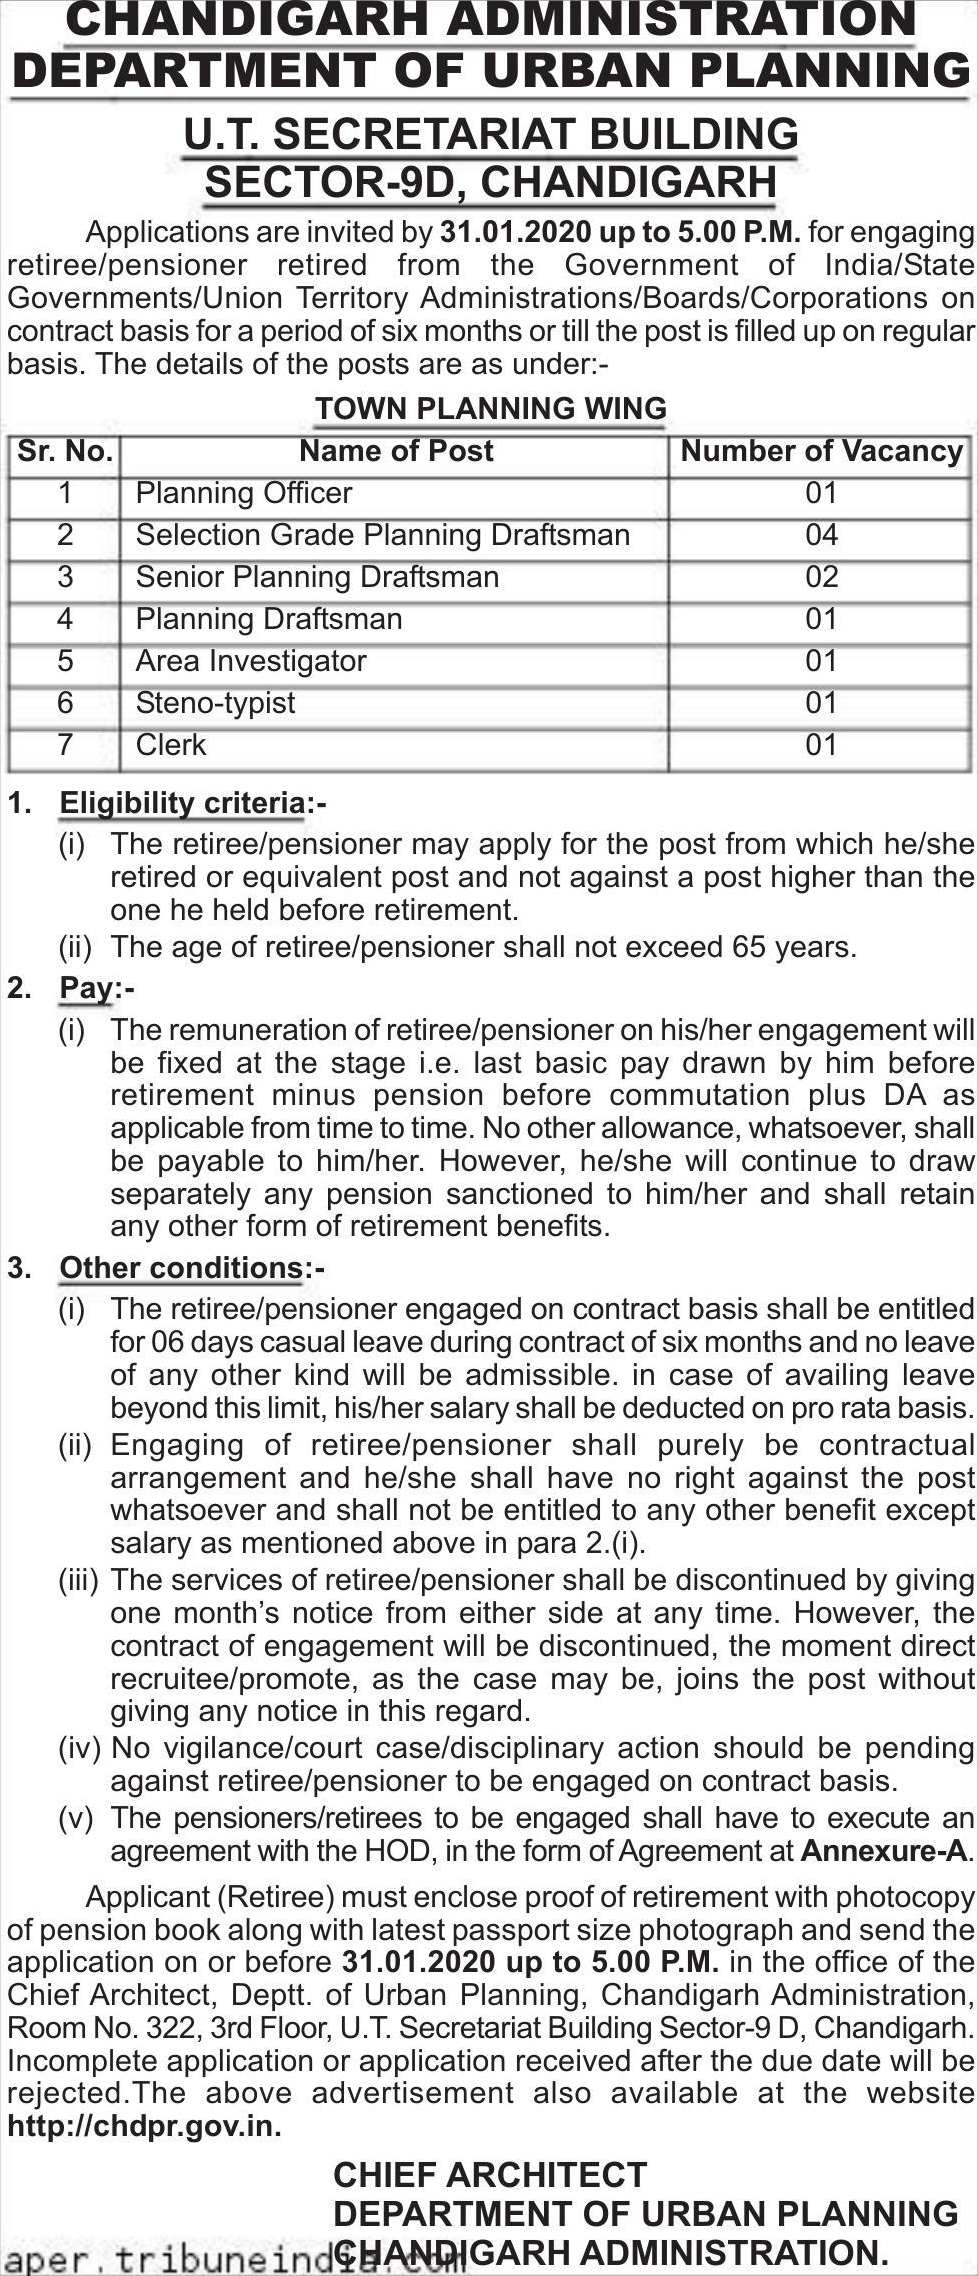 CHANDIGARH ADMINISTRATION
DEPARTMENT OF URBAN PLANNING
U.T. SECRETARIAT BUILDING
SECTOR-9D, CHANDIGARH
Applications are invited by 31.01.2020 up to 5.00 P.M. for engaging
retiree/pensioner retired from the Government of India/State
Governments/Union Territory Administrations/Boards/Corporations on
contract basis for a period of six months or till the post is filled up on regular
basis. The details of the posts are as under:-
TOWN PLANNING WING
Sr. No. Name of Post Number of Vacancy
1 Planning Officer 01
2 Selection Grade Planning Draftsman 04
3 Senior Planning Draftsman 02
4 Planning Draftsman 01
5 Area Investigator 01
6 Steno-typist 01
7 Clerk 01
1. Eligibility criteria:-
(i) The retiree/pensioner may apply for the post from which he/she
retired or equivalent post and not against a post higher than the
one he held before retirement.
(ii) The age of retiree/pensioner shall not exceed 65 years.
2. Pay:-
(i) The remuneration of retiree/pensioner on his/her engagement will
be fixed at the stage i.e. last basic pay drawn by him before
retirement minus pension before commutation plus DA as
applicable from time to time. No other allowance, whatsoever, shall
be payable to him/her. However, he/she will continue to draw
separately any pension sanctioned to him/her and shall retain
any other form of retirement benefits.
3. Other conditions:-
(i) The retiree/pensioner engaged on contract basis shall be entitled
for 06 days casual leave during contract of six months and no leave
of any other kind will be admissible. in case of availing leave
beyond this limit, his/her salary shall be deducted on pro rata basis.
(ii) Engaging of retiree/pensioner shall purely be contractual
arrangement and he/she shall have no right against the post
whatsoever and shall not be entitled to any other benefit except
salary as mentioned above in para 2.(i).
(iii) The services of retiree/pensioner shall be discontinued by giving
one month's notice from either side at any time. However, the
contract of engagement will be discontinued, the moment direct
recruitee/promote, as the case may be, joins the post without
giving any notice in this regard.
(iv) No vigilance/court case/disciplinary action should be pending
against retiree/pensioner to be engaged on contract basis.
(v) The pensioners/retirees to be engaged shall have to execute an
agreement with the HOD, in the form of Agreement at Annexure-A.
Applicant (Retiree) must enclose proof of retirement with photocopy
of pension book along with latest passport size photograph and send the
application on or before 31.01.2020 up to 5.00 P.M. in the office of the
Chief Architect, Deptt. of Urban Planning, Chandigarh Administration,
Room No. 322, 3rd Floor, U.T. Secretariat Building Sector-9 D, Chandigarh.
Incomplete application or application received after the due date will be
rejected.The above advertisement also available at the website
http://chdpr.gov.in.
CHIEF ARCHITECT
DEPARTMENT OF URBAN PLANNING
CHANDIGARH ADMINISTRATION.
aper.tribuneindia.com